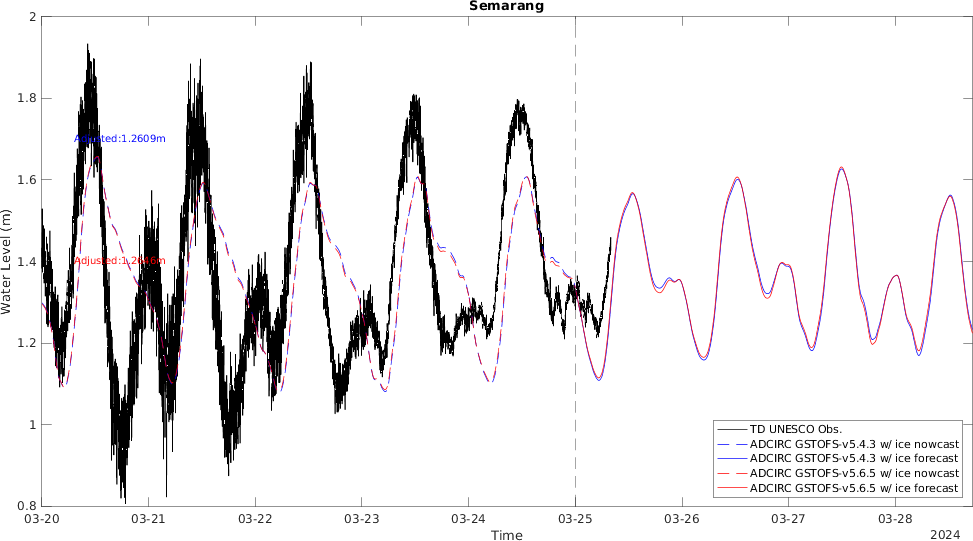 Semarang
2
1.8
1.6
1.4
1.2
1
0.8
Water Level (m)
Adjusted:1.2609m
03-20
03-21
03-22
03-23
03-24
03-25
03-26
03-27
03-28
Time
2024
TD UNESCO Obs.
ADCIRC GSTOFS-v5.4.3 w/ ice nowcast
ADCIRC GSTOFS-v5.4.3 w/ ice forecast
ADCIRC GSTOFS-v5.6.5 w/ ice nowcast
ADCIRC GSTOFS-v5.6.5 w/ ice forecast